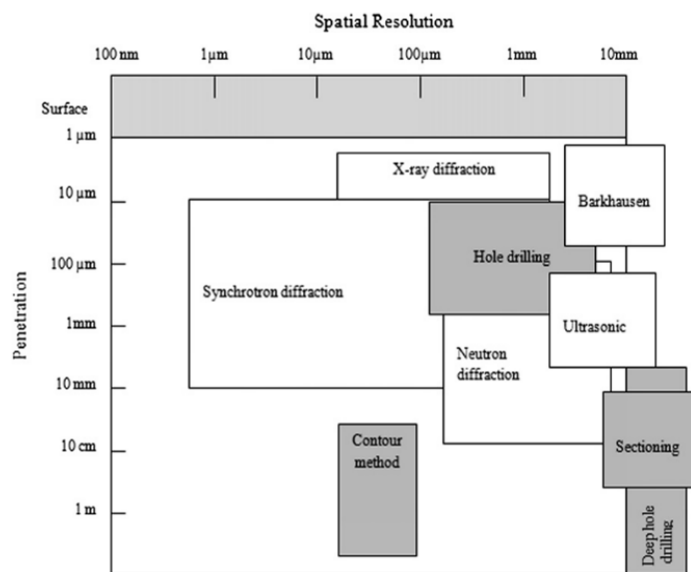 Spatial Resolution
100 nm 1µm 10µm 100µm 1mm 10mm
Surface
1 µm
10 µm
100 µm
1mm
10 mm
10 cm
1 m
Penetration
X-ray diffraction
Barkhausen
Hole drilling
Synchrotron diffraction
Ultrasonic
Neutron
diffraction
Contour
method
Sectioning
Deep hole
drilling